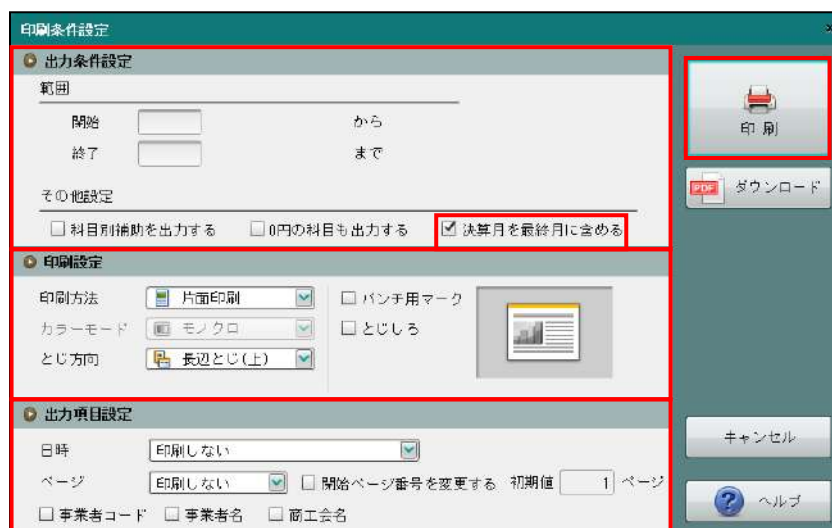 印刷条件設定
出力条件設定
範囲
開始 から
終了 まで
その他設定
科目別補助を出力する 0円の科目も出力する 決算月を最終月に含める
印刷設定
印刷方法 片面印刷 パンチ用マーク
カラーモード モノクロ とじしろ
とじ方向 長辺とじ(上)
出力項目設定
日時 印刷しない
ページ 印刷しない 開始ページ番号を変更する 初期値 1 ページ
事業者コード 事業者名 商工会名
印刷
PDF ダウンロード
キャンセル
ヘルプ